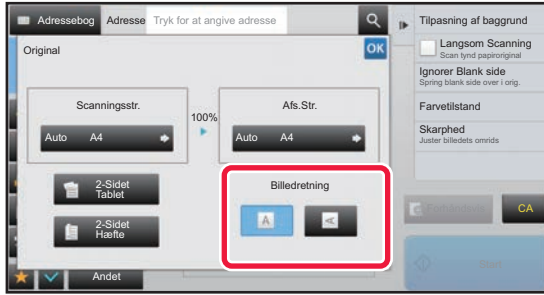 Adressebog
Adresse
Tryk for at angive adresse
Original
OK
Scanningsstr.
Auto A4
100%
Afs.Str.
Auto A4
2-Sidet
Tablet
2-Sidet
Hæfte
Billedretning
A
A
Andet
Tilpasning af baggrund
Langsom Scanning
Scan tynd papiroriginal
Ignorer Blank side
Spring blank side over i orig.
Farvetilstand
Skarphed
Juster billedets omrids
CA
Start